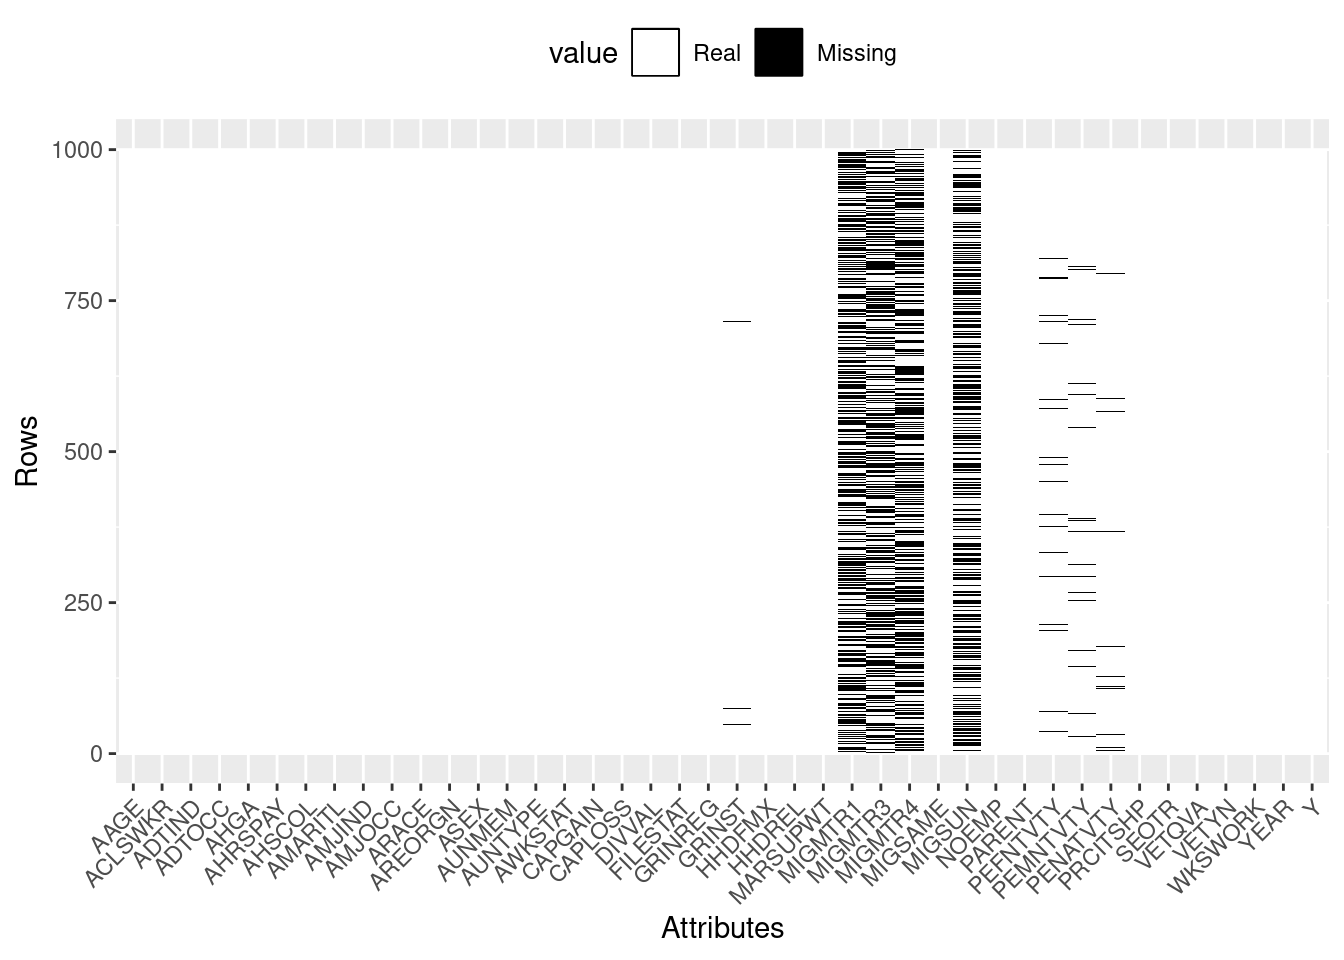 value Real Missing
1000
750
500
250
0
Rows
AAGE
ACLSWKR
ADTIND
ADTOCC
AHGA
AHRSPAY
AHSCOL
AMARITL
AMJIND
AMJOCC
ARACE
AREORGN
ASEX
AUNMEM
AUNTYPE
AWKSTAT
CAPGAIN
CAPLOSS
DIVVAL
FILESTAT
GRINREG
GRINST
HHDFMX
HHDREL
MARSUPWT
MIGMTR1
MIGMTR3
MIGMTR4
MIGSAME
MIGSUN
NOEMP
PARENT
PEFNTVTY
PEMNTVTY
PENATVTY
PRCITSHP
SEOTR
VETQVA
VETYN
WKSWORK
YEAR
Y
Attributes